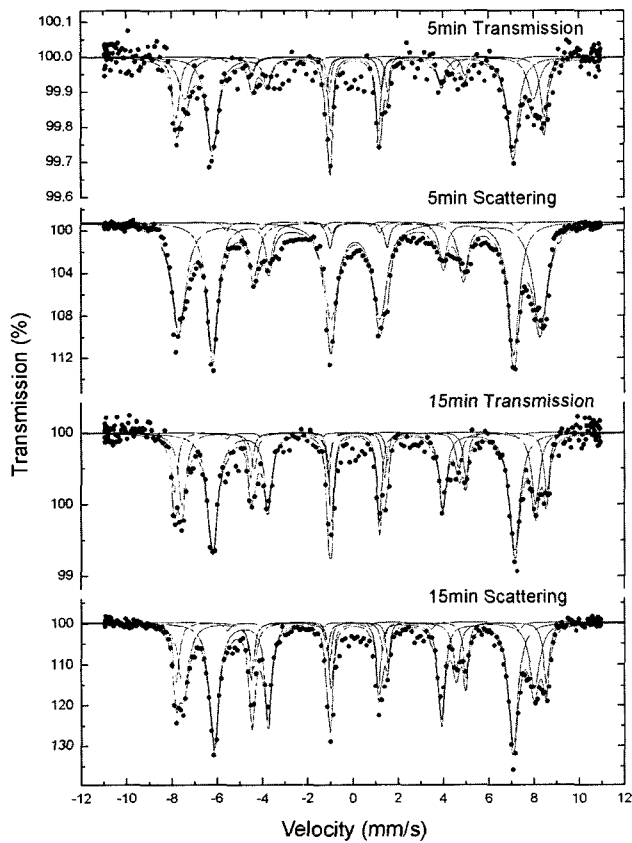 100.1
5min Transmission
100.0
99.9
99.8
99.7
99.6
5min Scattering
100
104
108
112
15min Transmission
100
100
99
15min Scattering
100
110
120
130
Transmission (%)
-12 -10 -8 -6 -4 -2 0 2 4 6 8 10 12
Velocity (mm/s)